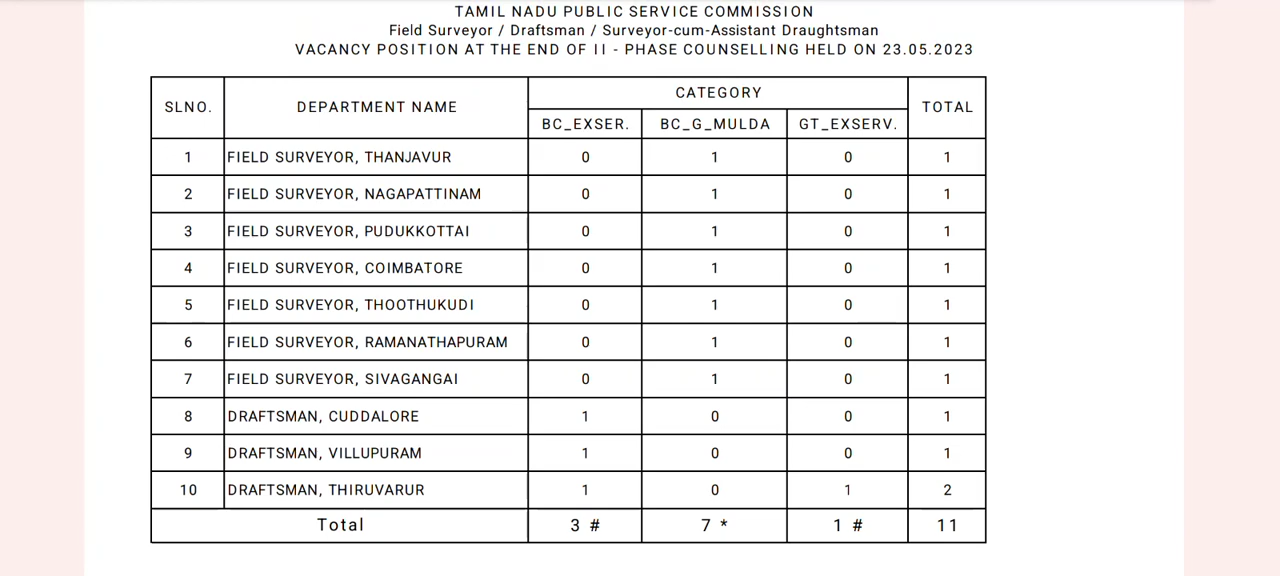 TAMIL NADU PUBLIC SERVICE COMMISSION
Field Surveyor / Draftsman / Surveyor-cum-Assistant Draughtsman
VACANCY POSITION AT THE END OF II - PHASE COUNSELLING HELD ON 23.05.2023
SLNO. DEPARTMENT NAME CATEGORY TOTAL
BC_EXSER. BC_G_MULDA GT_EXSERV.
1 FIELD SURVEYOR, THANJAVUR 0 1 0 1
2 FIELD SURVEYOR, NAGAPATTINAM 0 1 0 1
3 FIELD SURVEYOR, PUDUKKOTTAI 0 1 0 1
4 FIELD SURVEYOR, COIMBATORE 0 1 0 1
5 FIELD SURVEYOR, THOOTHUKUDI 0 1 0 1
6 FIELD SURVEYOR, RAMANATHAPURAM 0 1 0 1
7 FIELD SURVEYOR, SIVAGANGAI 0 1 0 1
8 DRAFTSMAN, CUDDALORE 1 0 0 1
9 DRAFTSMAN, VILLUPURAM 1 0 0 1
10 DRAFTSMAN, THIRUVARUR 1 0 1 2
Total 3 # 7 * 1 # 11